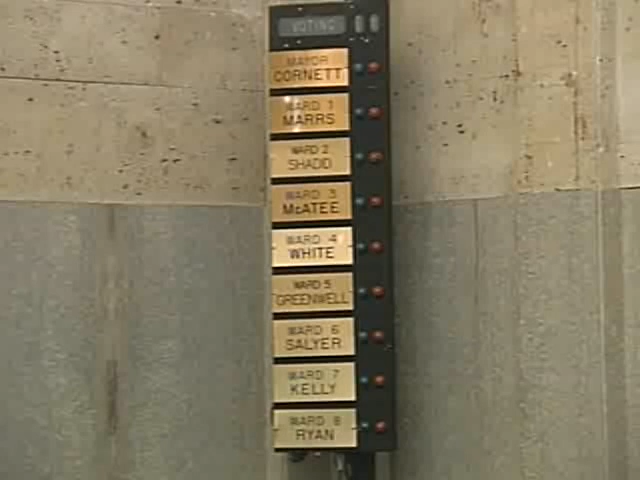 VOTING
MAYOR
CORNETT
WARD 1
MARRS
WARD 2
SHADID
WARD 3
McATEE
WARD 4
WHITE
WARD 5
GREENWELL
WARD 6
SALYER
WARD 7
KELLY
WARD 8
RYAN